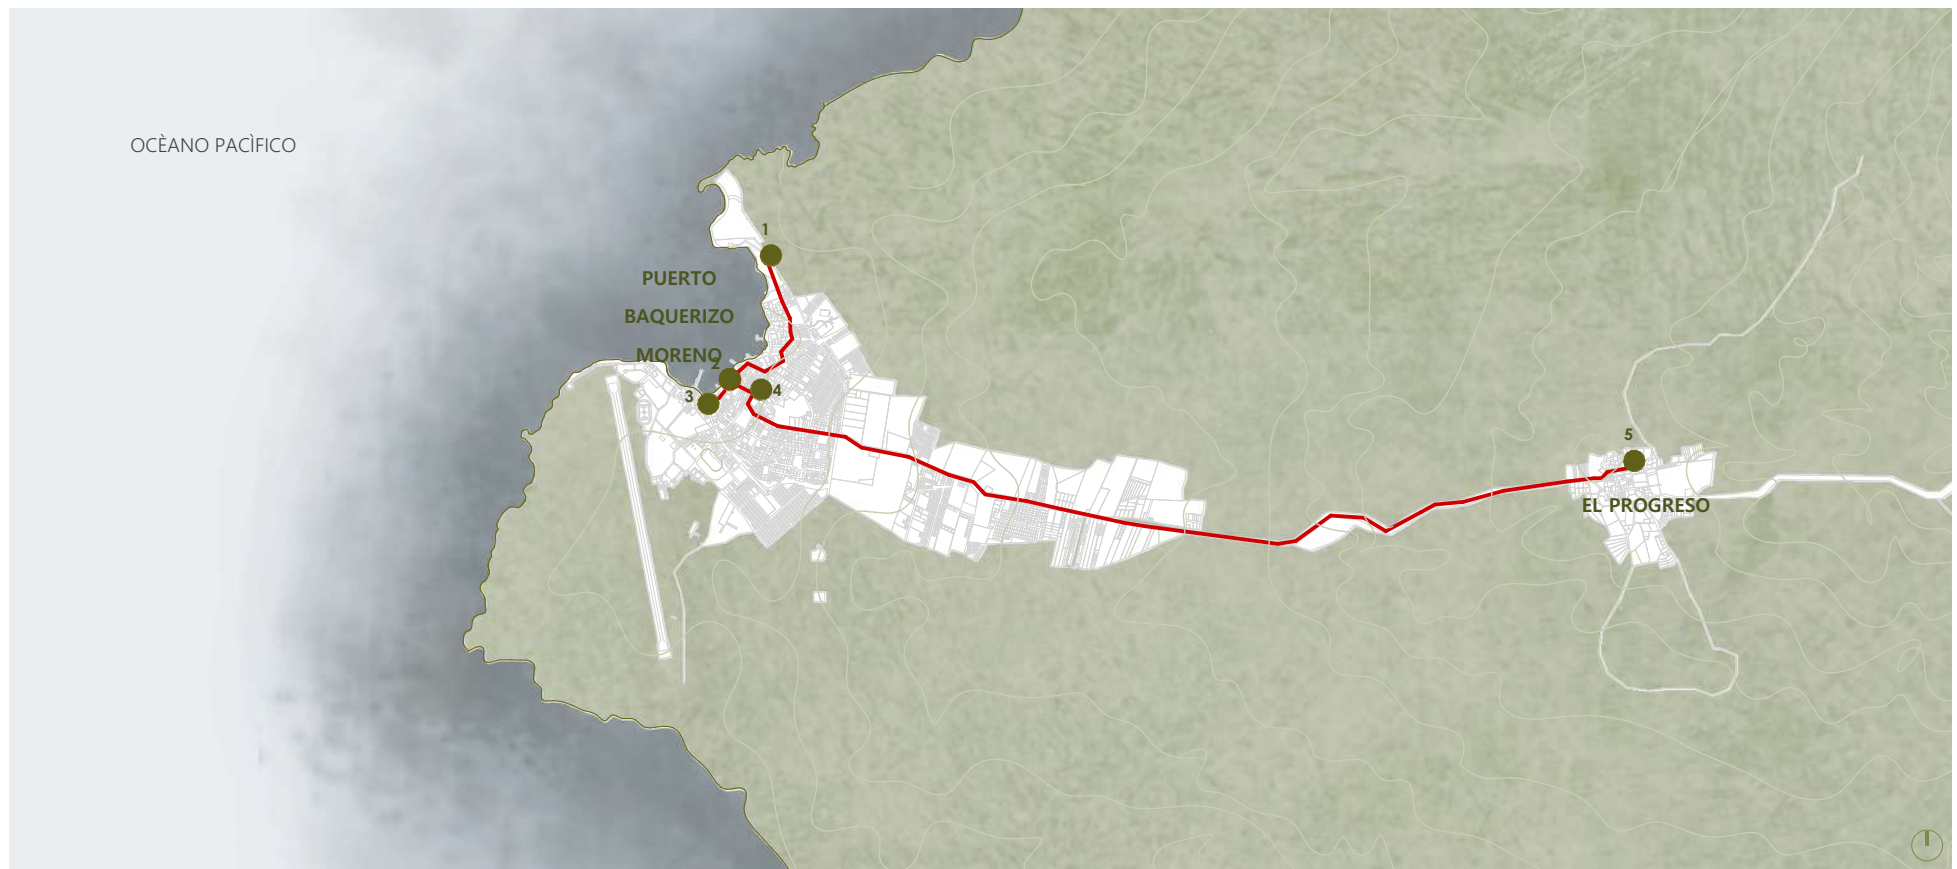 OCÈANO PACÌFICO
1
PUERTO
BAQUERIZO
MORENO
2
3
4
5
EL PROGRESO